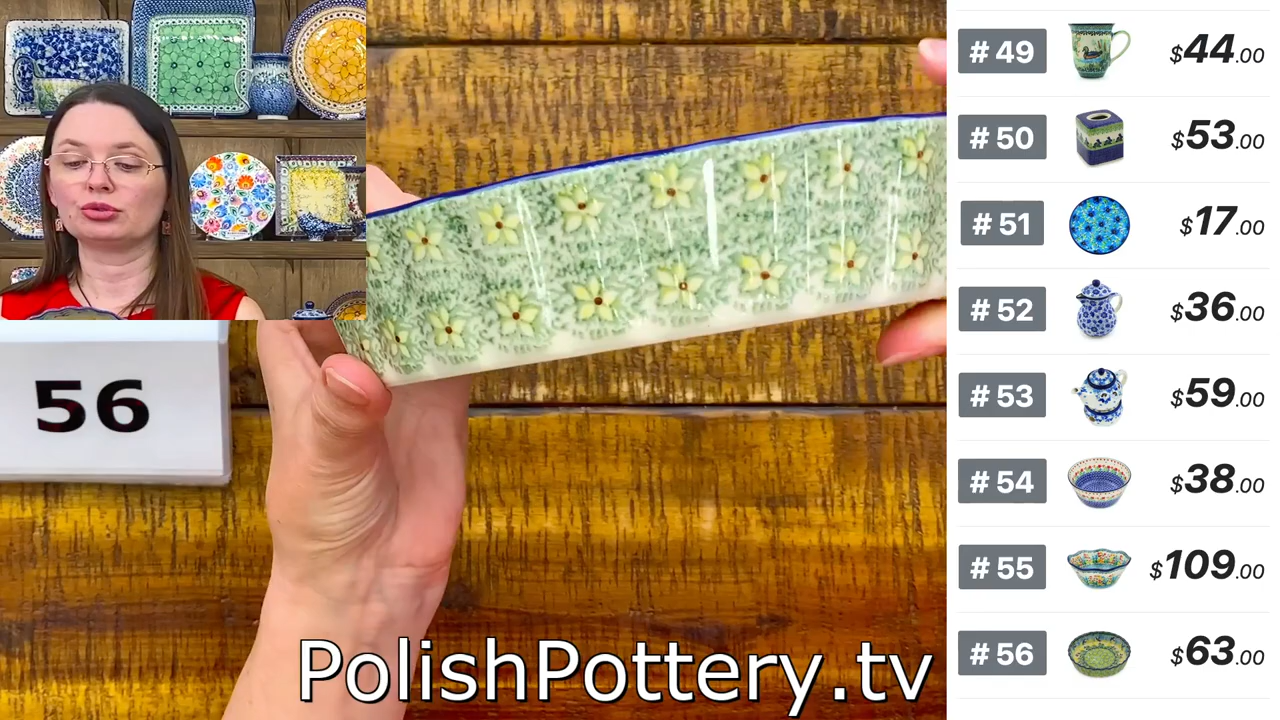 56
PolishPottery.tv
# 49 $44.00
# 50 $53.00
# 51 $17.00
# 52 $36.00
# 53 $59.00
# 54 $38.00
# 55 $109.00
# 56 $63.00